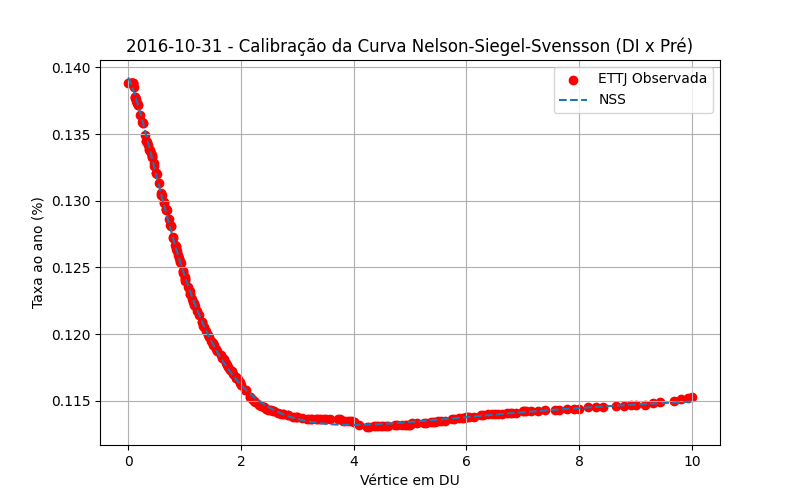 2016-10-31 - Calibração da Curva Nelson-Siegel-Svensson (DI x Pré)
ETTJ Observada
NSS
Taxa ao ano (%)
0.140
0.135
0.130
0.125
0.120
0.115
0 2 4 6 8 10
Vértice em DU